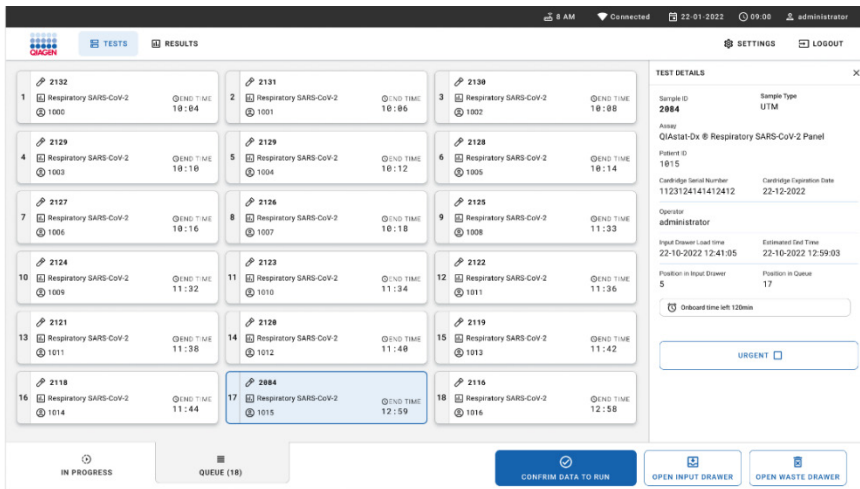 8 AM Connected 22-01-2022 09:00 administrator
QIAGEN TESTS RESULTS SETTINGS LOGOUT
1 2132 Respiratory SARS-CoV-2 1000 END TIME 10:04
2 2131 Respiratory SARS-CoV-2 1001 END TIME 10:06
3 2130 Respiratory SARS-CoV-2 1002 END TIME 10:08
4 2129 Respiratory SARS-CoV-2 1003 END TIME 10:10
5 2129 Respiratory SARS-CoV-2 1004 END TIME 10:12
6 2128 Respiratory SARS-CoV-2 1005 END TIME 10:14
7 2127 Respiratory SARS-CoV-2 1006 END TIME 10:16
8 2126 Respiratory SARS-CoV-2 1007 END TIME 10:18
9 2125 Respiratory SARS-CoV-2 1008 END TIME 11:33
10 2124 Respiratory SARS-CoV-2 1009 END TIME 11:32
11 2123 Respiratory SARS-CoV-2 1010 END TIME 11:34
12 2122 Respiratory SARS-CoV-2 1011 END TIME 11:36
13 2121 Respiratory SARS-CoV-2 1011 END TIME 11:38
14 2120 Respiratory SARS-CoV-2 1012 END TIME 11:40
15 2119 Respiratory SARS-CoV-2 1013 END TIME 11:42
16 2118 Respiratory SARS-CoV-2 1014 END TIME 11:44
17 2084 Respiratory SARS-CoV-2 1015 END TIME 12:59
18 2116 Respiratory SARS-CoV-2 1016 END TIME 12:58
TEST DETAILS
Sample ID Sample Type
2084 UTM
Assay
QIAstat-Dx ® Respiratory SARS-CoV-2 Panel
Patient ID
1015
Cardridge Serial Number Cardridge Expiration Date
1123124141412412 22-12-2022
Operator
administrator
Input Drawer Load time Estimated End Time
22-10-2022 12:41:05 22-10-2022 12:59:03
Position in Input Drawer Position in Queue
5 17
Onboard time left 120min
URGENT
IN PROGRESS QUEUE (18) CONFRIM DATA TO RUN OPEN INPUT DRAWER OPEN WASTE DRAWER